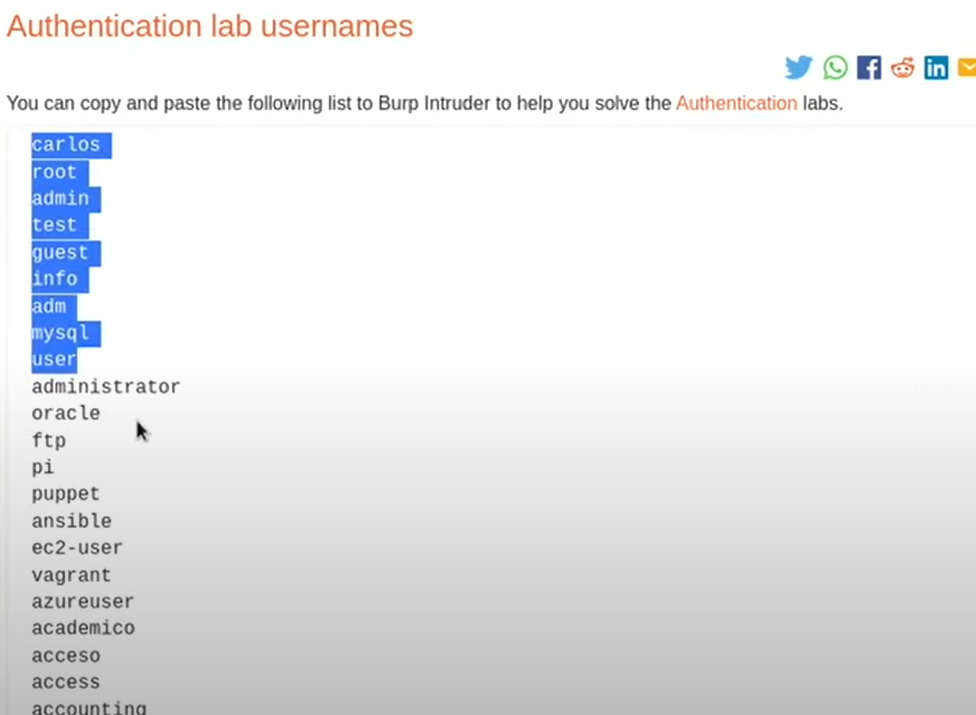 Authentication lab usernames
You can copy and paste the following list to Burp Intruder to help you solve the Authentication labs.
carlos
root
admin
test
guest
info
adm
mysql
user
administrator
oracle
ftp
pi
puppet
ansible
ec2-user
vagrant
azureuser
academico
acceso
access
accounting